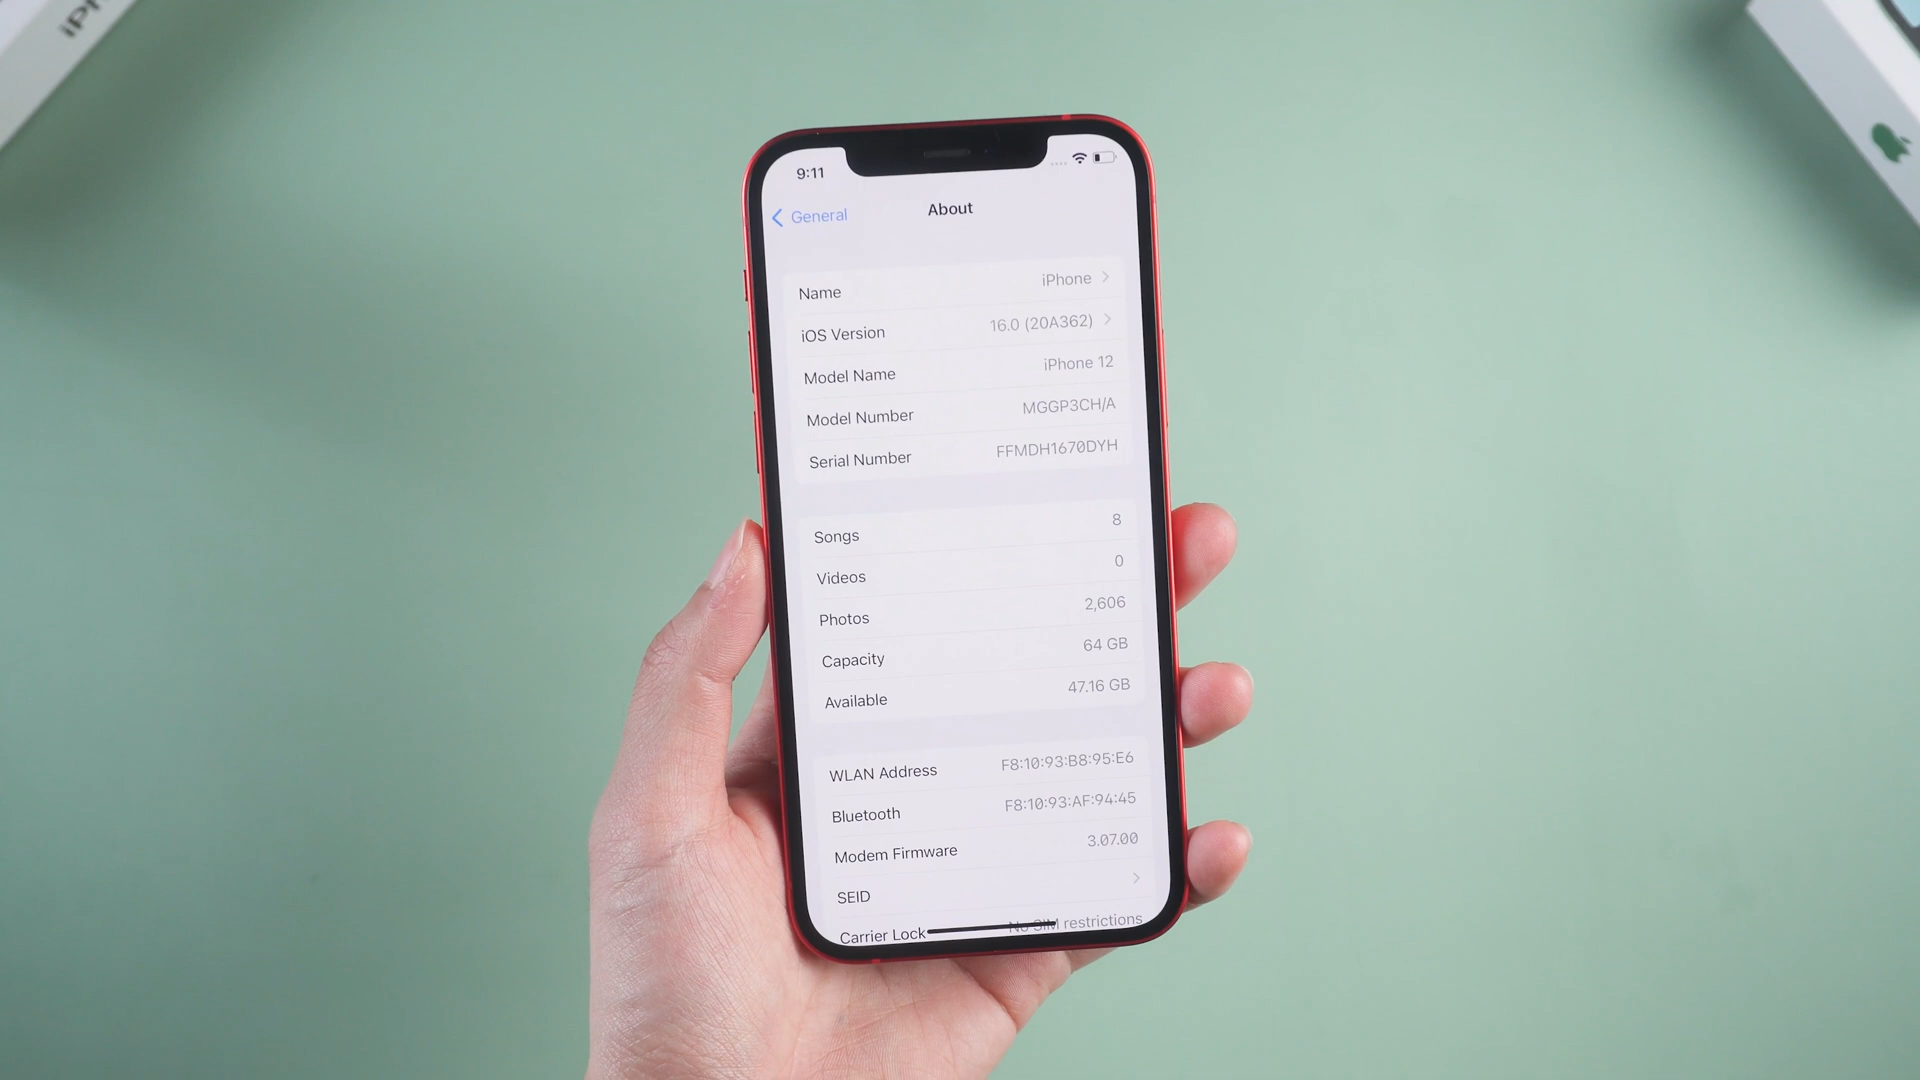 iPh
9:11
General
About
Name iPhone
iOS Version 16.0 (20A362)
Model Name iPhone 12
Model Number MGGP3CH/A
Serial Number FFMDH1670DYH
Songs 8
Videos 0
Photos 2,606
Capacity 64 GB
Available 47.16 GB
WLAN Address F8:10:93:B8:95:E6
Bluetooth F8:10:93:AF:94:45
Modem Firmware 3.07.00
SEID
Carrier Lock No SIM restrictions